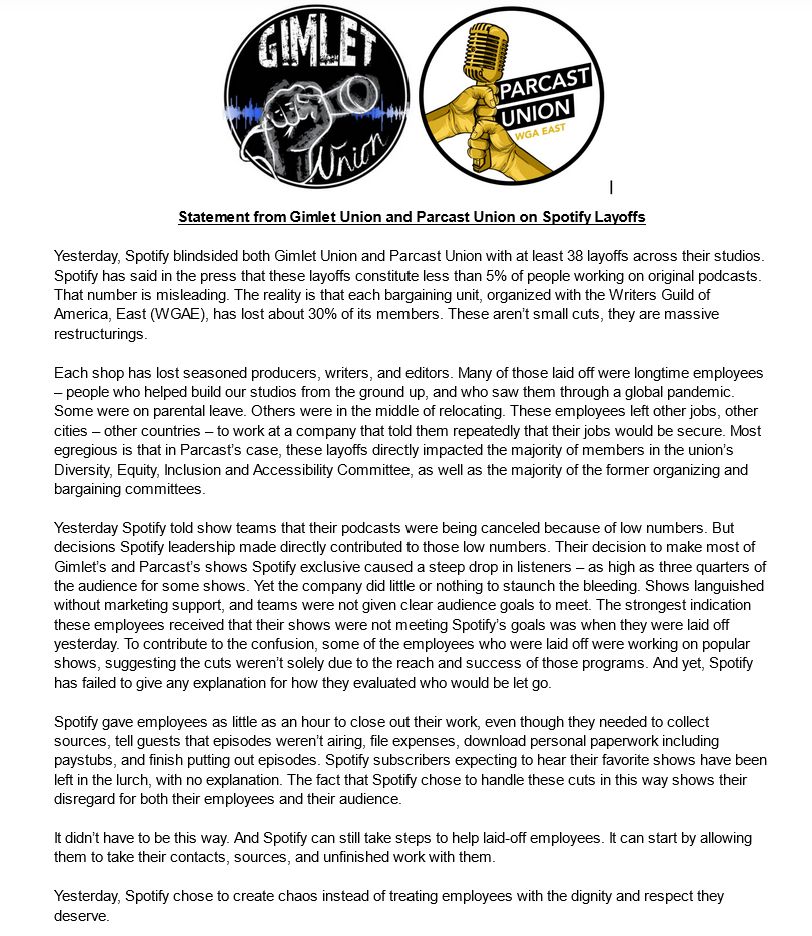 GIMLET
Union
PARCAST
UNION
WGA EAST
Statement from Gimlet Union and Parcast Union on Spotify Layoffs
Yesterday, Spotify blindsided both Gimlet Union and Parcast Union with at least 38 layoffs across their studios.
Spotify has said in the press that these layoffs constitute less than 5% of people working on original podcasts.
That number is misleading. The reality is that each bargaining unit, organized with the Writers Guild of
America, East (WGAE), has lost about 30% of its members. These aren’t small cuts, they are massive
restructurings.
Each shop has lost seasoned producers, writers, and editors. Many of those laid off were longtime employees
– people who helped build our studios from the ground up, and who saw them through a global pandemic.
Some were on parental leave. Others were in the middle of relocating. These employees left other jobs, other
cities – other countries – to work at a company that told them repeatedly that their jobs would be secure. Most
egregious is that in Parcast’s case, these layoffs directly impacted the majority of members in the union’s
Diversity, Equity, Inclusion and Accessibility Committee, as well as the majority of the former organizing and
bargaining committees.
Yesterday Spotify told show teams that their podcasts were being canceled because of low numbers. But
decisions Spotify leadership made directly contributed to those low numbers. Their decision to make most of
Gimlet’s and Parcast’s shows Spotify exclusive caused a steep drop in listeners – as high as three quarters of
the audience for some shows. Yet the company did little or nothing to staunch the bleeding. Shows languished
without marketing support, and teams were not given clear audience goals to meet. The strongest indication
these employees received that their shows were not meeting Spotify’s goals was when they were laid off
yesterday. To contribute to the confusion, some of the employees who were laid off were working on popular
shows, suggesting the cuts weren’t solely due to the reach and success of those programs. And yet, Spotify
has failed to give any explanation for how they evaluated who would be let go.
Spotify gave employees as little as an hour to close out their work, even though they needed to collect
sources, tell guests that episodes weren’t airing, file expenses, download personal paperwork including
paystubs, and finish putting out episodes. Spotify subscribers expecting to hear their favorite shows have been
left in the lurch, with no explanation. The fact that Spotify chose to handle these cuts in this way shows their
disregard for both their employees and their audience.
It didn’t have to be this way. And Spotify can still take steps to help laid-off employees. It can start by allowing
them to take their contacts, sources, and unfinished work with them.
Yesterday, Spotify chose to create chaos instead of treating employees with the dignity and respect they
deserve.